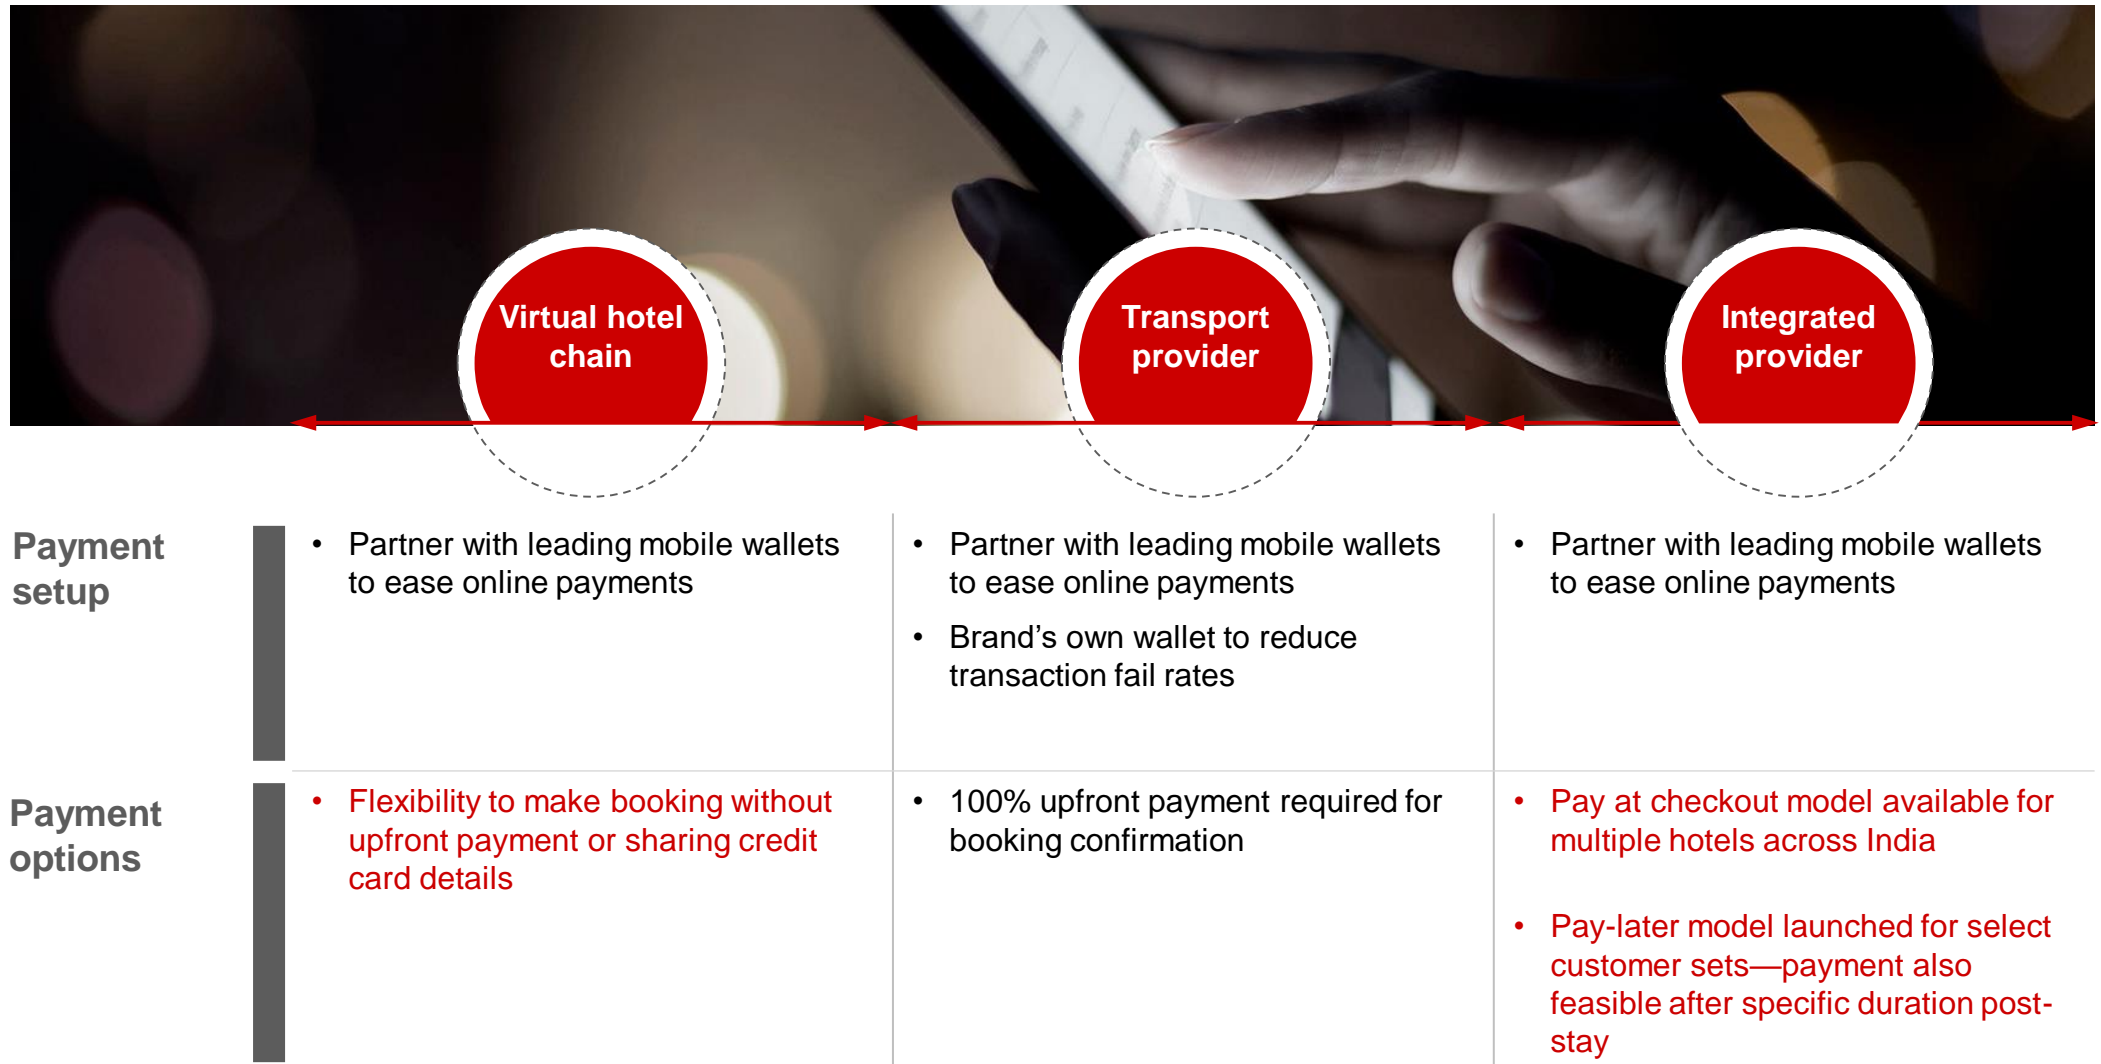 Virtual hotel
chain
Transport
provider
Integrated
provider
Payment
setup
• Partner with leading mobile wallets
to ease online payments
• Partner with leading mobile wallets
to ease online payments
• Brand’s own wallet to reduce
transaction fail rates
• Partner with leading mobile wallets
to ease online payments
Payment
options
• Flexibility to make booking without
upfront payment or sharing credit
card details
• 100% upfront payment required for
booking confirmation
• Pay at checkout model available for
multiple hotels across India
• Pay-later model launched for select
customer sets—payment also
feasible after specific duration post-
stay